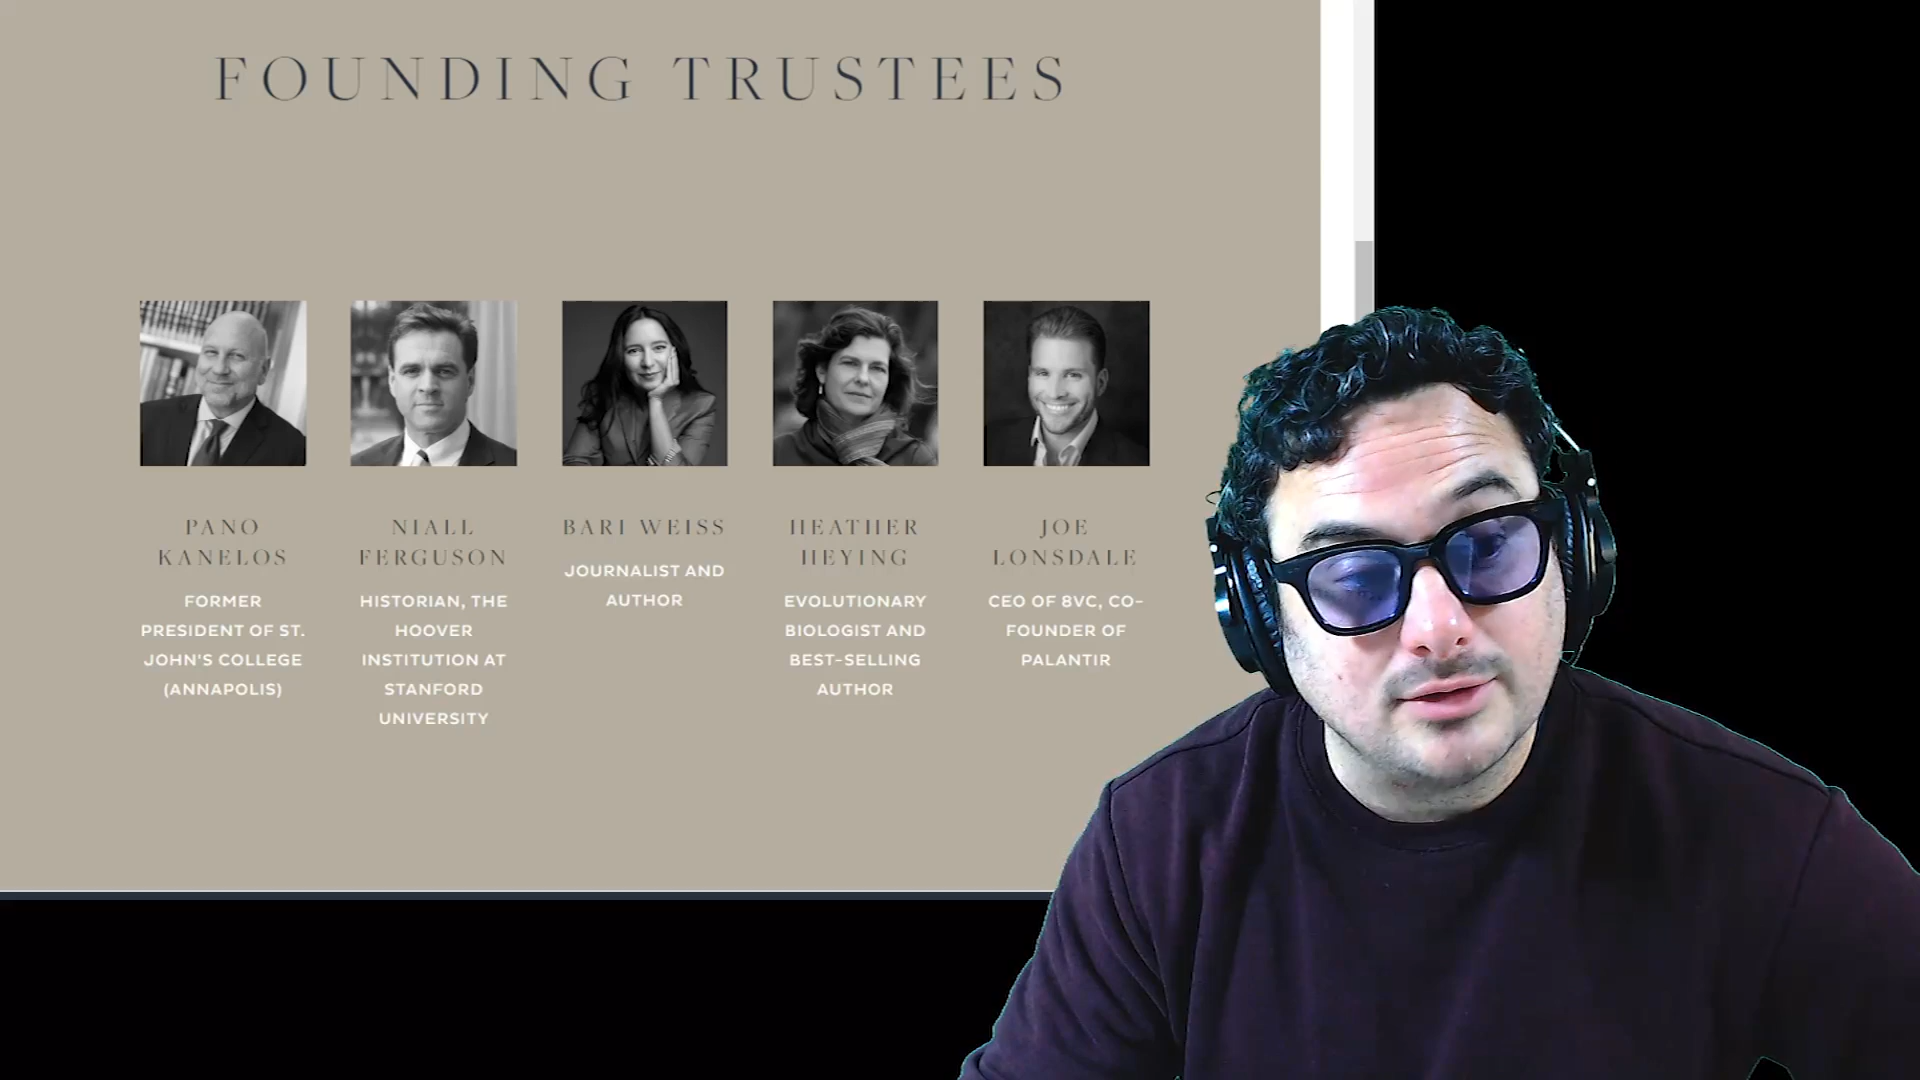 FOUNDING TRUSTEES
PANO
KANELOS
FORMER
PRESIDENT OF ST.
JOHN'S COLLEGE
(ANNAPOLIS)
NIALL
FERGUSON
HISTORIAN, THE
HOOVER
INSTITUTION AT
STANFORD
UNIVERSITY
BARI WEISS
JOURNALIST AND
AUTHOR
HEATHER
HEYING
EVOLUTIONARY
BIOLOGIST AND
BEST-SELLING
AUTHOR
JOE
LONSDALE
CEO OF 8VC, CO-
FOUNDER OF
PALANTIR